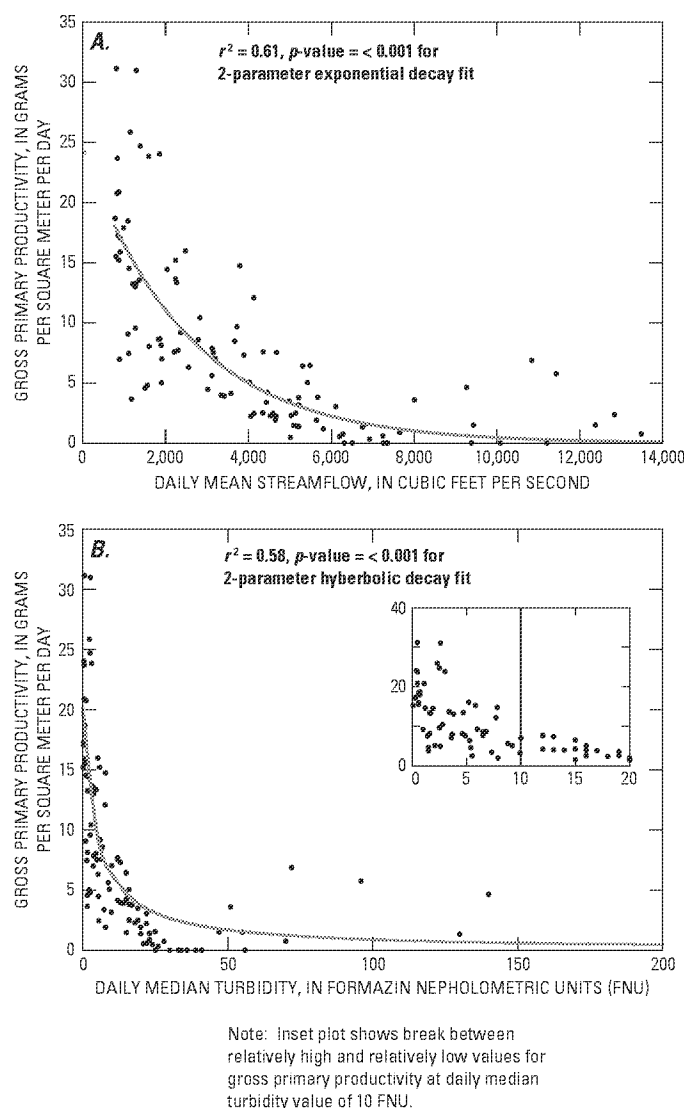 A.
r² = 0.61, p-value = < 0.001 for
2-parameter exponential decay fit
GROSS PRIMARY PRODUCTIVITY, IN GRAMS
PER SQUARE METER PER DAY
35
30
25
20
15
10
5
0
0 2,000 4,000 6,000 8,000 10,000 12,000 14,000
DAILY MEAN STREAMFLOW, IN CUBIC FEET PER SECOND
B.
r² = 0.58, p-value = < 0.001 for
2-parameter hyberbolic decay fit
GROSS PRIMARY PRODUCTIVITY, IN GRAMS
PER SQUARE METER PER DAY
35
30
25
20
15
10
5
0
40
20
0
0 5 10 15 20
0 50 100 150 200
DAILY MEDIAN TURBIDITY, IN FORMAZIN NEPHOLOMETRIC UNITS (FNU)
Note: Inset plot shows break between
relatively high and relatively low values for
gross primary productivity at daily median
turbidity value of 10 FNU.